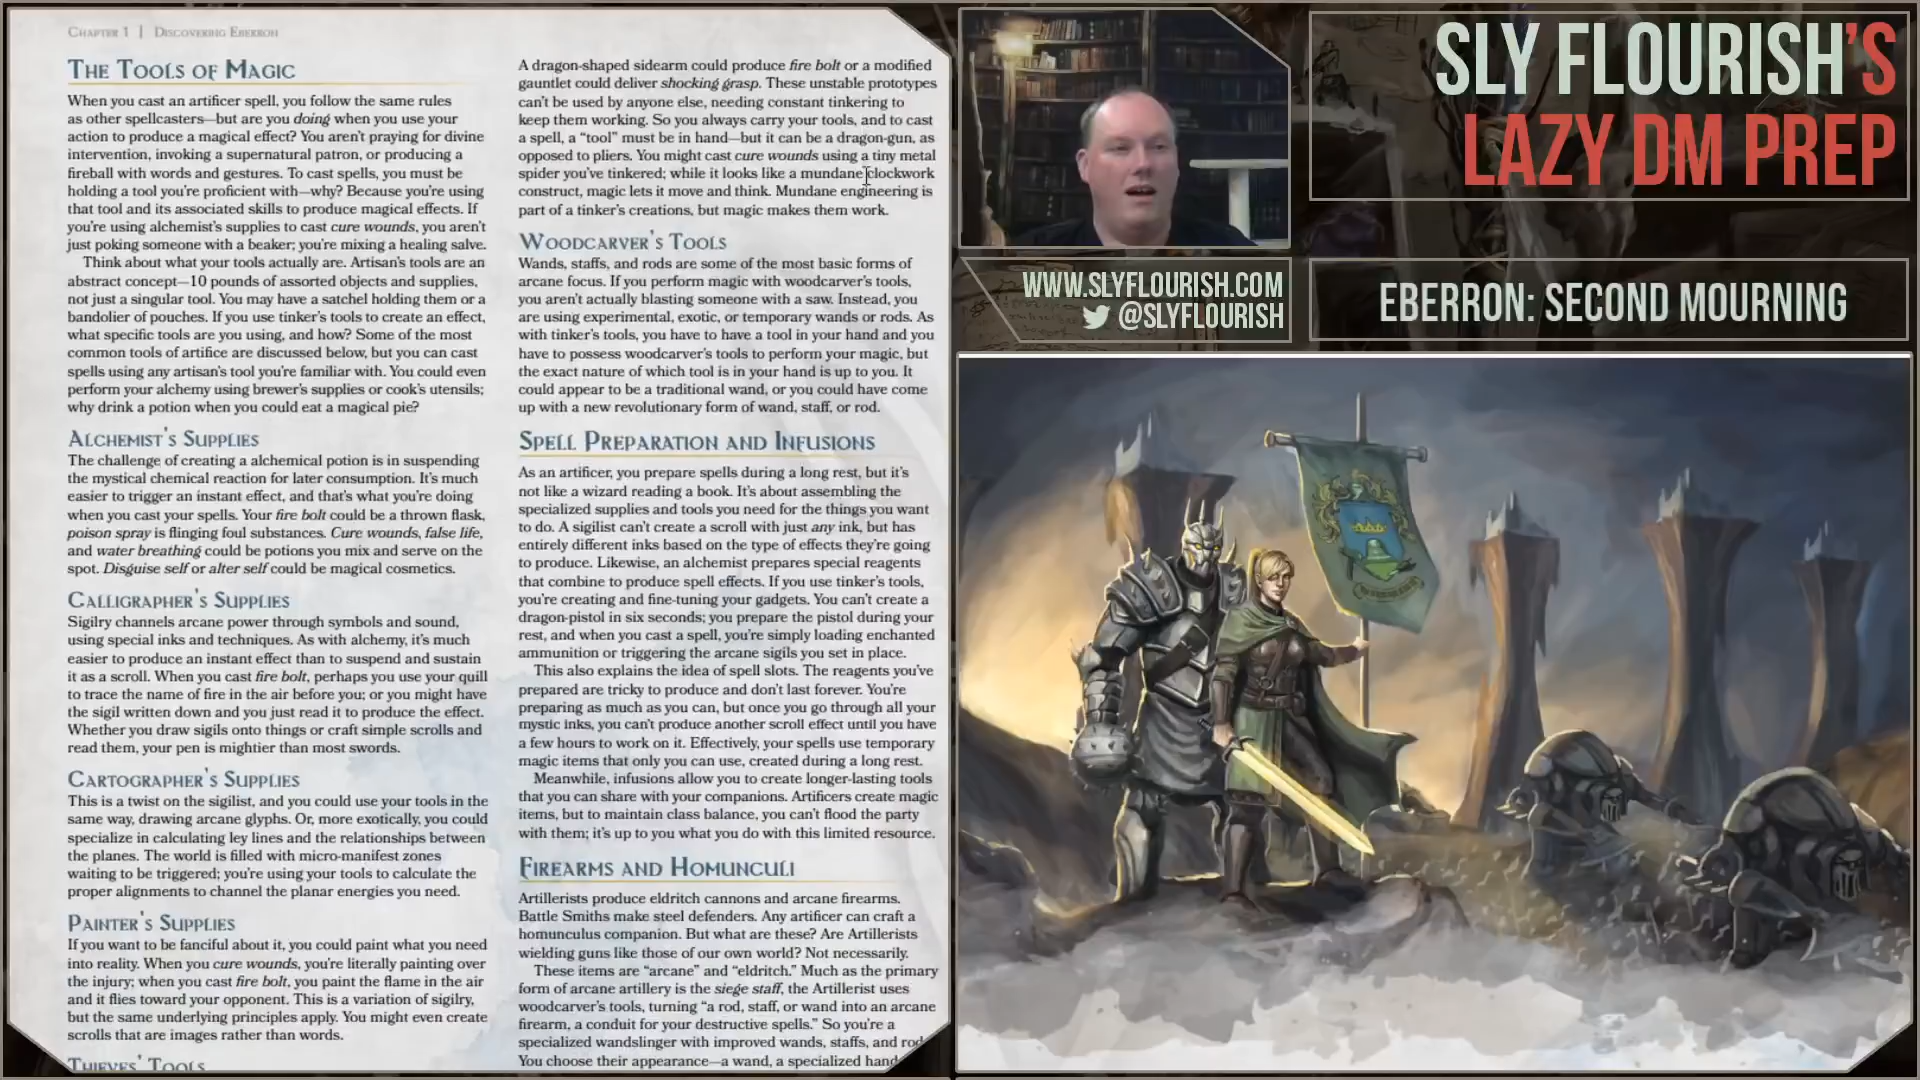 CHAPTER 1 | DISCOVERING EBERRON
THE TOOLS OF MAGIC
When you cast an artificer spell, you follow the same rules
as other spellcasters—but are you doing when you use your
action to produce a magical effect? You aren't praying for divine
intervention, invoking a supernatural patron, or producing a
fireball with words and gestures. To cast spells, you must be
holding a tool you're proficient with—why? Because you're using
that tool and its associated skills to produce magical effects. If
you're using alchemist's supplies to cast cure wounds, you aren't
just poking someone with a beaker; you're mixing a healing salve.
Think about what your tools actually are. Artisan's tools are an
abstract concept—10 pounds of assorted objects and supplies,
not just a singular tool. You may have a satchel holding them or a
bandolier of pouches. If you use tinker's tools to create an effect,
what specific tools are you using, and how? Some of the most
common tools of artifice are discussed below, but you can cast
spells using any artisan's tool you're familiar with. You could even
perform your alchemy using brewer's supplies or cook's utensils;
why drink a potion when you could eat a magical pie?
ALCHEMIST'S SUPPLIES
The challenge of creating a alchemical potion is in suspending
the mystical chemical reaction for later consumption. It's much
easier to trigger an instant effect, and that's what you're doing
when you cast your spells. Your fire bolt could be a thrown flask,
poison spray is flinging foul substances. Cure wounds, false life,
and water breathing could be potions you mix and serve on the
spot. Disguise self or alter self could be magical cosmetics.
CALLIGRAPHER'S SUPPLIES
Sigilry channels arcane power through symbols and sound,
using special inks and techniques. As with alchemy, it's much
easier to produce an instant effect than to suspend and sustain
it as a scroll. When you cast fire bolt, perhaps you use your quill
to trace the name of fire in the air before you; or you might have
the sigil written down and you just read it to produce the effect.
Whether you draw sigils onto things or craft simple scrolls and
read them, your pen is mightier than most swords.
CARTOGRAPHER'S SUPPLIES
This is a twist on the sigilist, and you could use your tools in the
same way, drawing arcane glyphs. Or, more exotically, you could
specialize in calculating ley lines and the relationships between
the planes. The world is filled with micro-manifest zones
waiting to be triggered; you're using your tools to calculate the
proper alignments to channel the planar energies you need.
PAINTER'S SUPPLIES
If you want to be fanciful about it, you could paint what you need
into reality. When you cure wounds, you're literally painting over
the injury; when you cast fire bolt, you paint the flame in the air
and it flies toward your opponent. This is a variation of sigilry,
but the same underlying principles apply. You might even create
scrolls that are images rather than words.
THIEVES' TOOLS
A dragon-shaped sidearm could produce fire bolt or a modified
gauntlet could deliver shocking grasp. These unstable prototypes
can't be used by anyone else, needing constant tinkering to
keep them working. So you always carry your tools, and to cast
a spell, a "tool" must be in hand—but it can be a dragon-gun, as
opposed to pliers. You might cast cure wounds using a tiny metal
spider you've tinkered; while it looks like a mundane clockwork
construct, magic lets it move and think. Mundane engineering is
part of a tinker's creations, but magic makes them work.
WOODCARVER'S TOOLS
Wands, staffs, and rods are some of the most basic forms of
arcane focus. If you perform magic with woodcarver's tools,
you aren't actually blasting someone with a saw. Instead, you
are using experimental, exotic, or temporary wands or rods. As
with tinker's tools, you have to have a tool in your hand and you
have to possess woodcarver's tools to perform your magic, but
the exact nature of which tool is in your hand is up to you. It
could appear to be a traditional wand, or you could have come
up with a new revolutionary form of wand, staff, or rod.
SPELL PREPARATION AND INFUSIONS
As an artificer, you prepare spells during a long rest, but it's
not like a wizard reading a book. It's about assembling the
specialized supplies and tools you need for the things you want
to do. A sigilist can't create a scroll with just any ink, but has
entirely different inks based on the type of effects they're going
to produce. Likewise, an alchemist prepares special reagents
that combine to produce spell effects. If you use tinker's tools,
you're creating and fine-tuning your gadgets. You can't create a
dragon-pistol in six seconds; you prepare the pistol during your
rest, and when you cast a spell, you're simply loading enchanted
ammunition or triggering the arcane sigils you set in place.
This also explains the idea of spell slots. The reagents you've
prepared are tricky to produce and don't last forever. You're
preparing as much as you can, but once you go through all your
mystic inks, you can't produce another scroll effect until you have
a few hours to work on it. Effectively, your spells use temporary
magic items that only you can use, created during a long rest.
Meanwhile, infusions allow you to create longer-lasting tools
that you can share with your companions. Artificers create magic
items, but to maintain class balance, you can't flood the party
with them; it's up to you what you do with this limited resource.
FIREARMS AND HOMUNCULI
Artillerists produce eldritch cannons and arcane firearms.
Battle Smiths make steel defenders. Any artificer can craft a
homunculus companion. But what are these? Are Artillerists
wielding guns like those of our own world? Not necessarily.
These items are "arcane" and "eldritch." Much as the primary
form of arcane artillery is the siege staff, the Artillerist uses
woodcarver's tools, turning "a rod, staff, or wand into an arcane
firearm, a conduit for your destructive spells." So you're a
specialized wandslinger with improved wands, staffs, and rod
You choose their appearance—a wand, a specialized hand
SLY FLOURISH'S
LAZY DM PREP
WWW.SLYFLOURISH.COM
@SLYFLOURISH
EBERRON: SECOND MOURNING